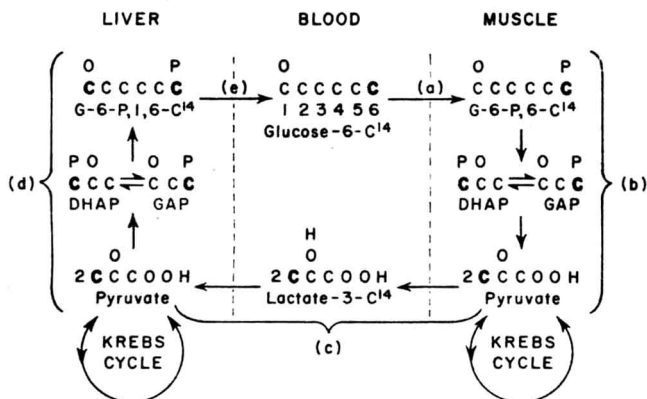 LIVER BLOOD MUSCLE
O P O O P
C C C C C C (e) C C C C C C (a) C C C C C C
G-6-P,1,6-C14 1 2 3 4 5 6 G-6-P, 6-C14
Glucose-6-C14
P O O P P O O P
(d) C C C C C C C C C C C C (b)
DHAP GAP DHAP GAP
H
O O O
2 C C C O O H 2 C C C O O H 2 C C C O O H
Pyruvate Lactate-3-C14 Pyruvate
KREBS (c) KREBS
CYCLE CYCLE